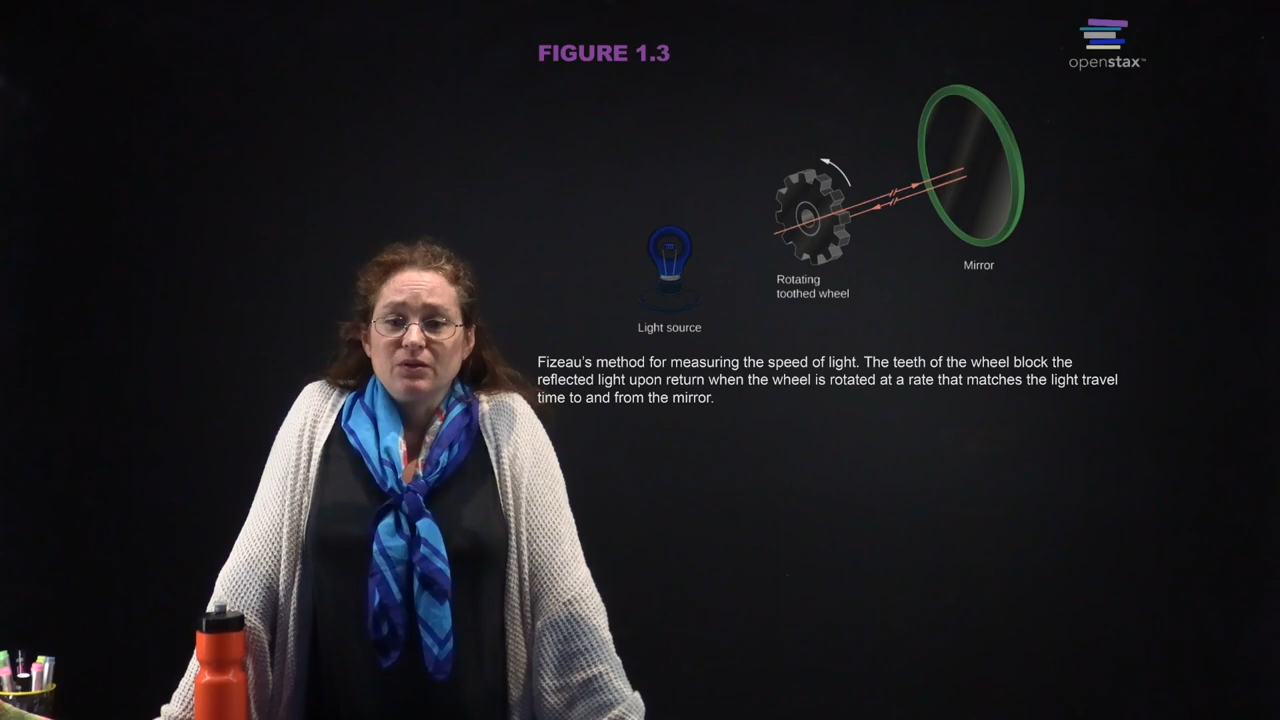 FIGURE 1.3
openstax™
Mirror
Rotating
toothed wheel
Light source
Fizeau's method for measuring the speed of light. The teeth of the wheel block the
reflected light upon return when the wheel is rotated at a rate that matches the light travel
time to and from the mirror.